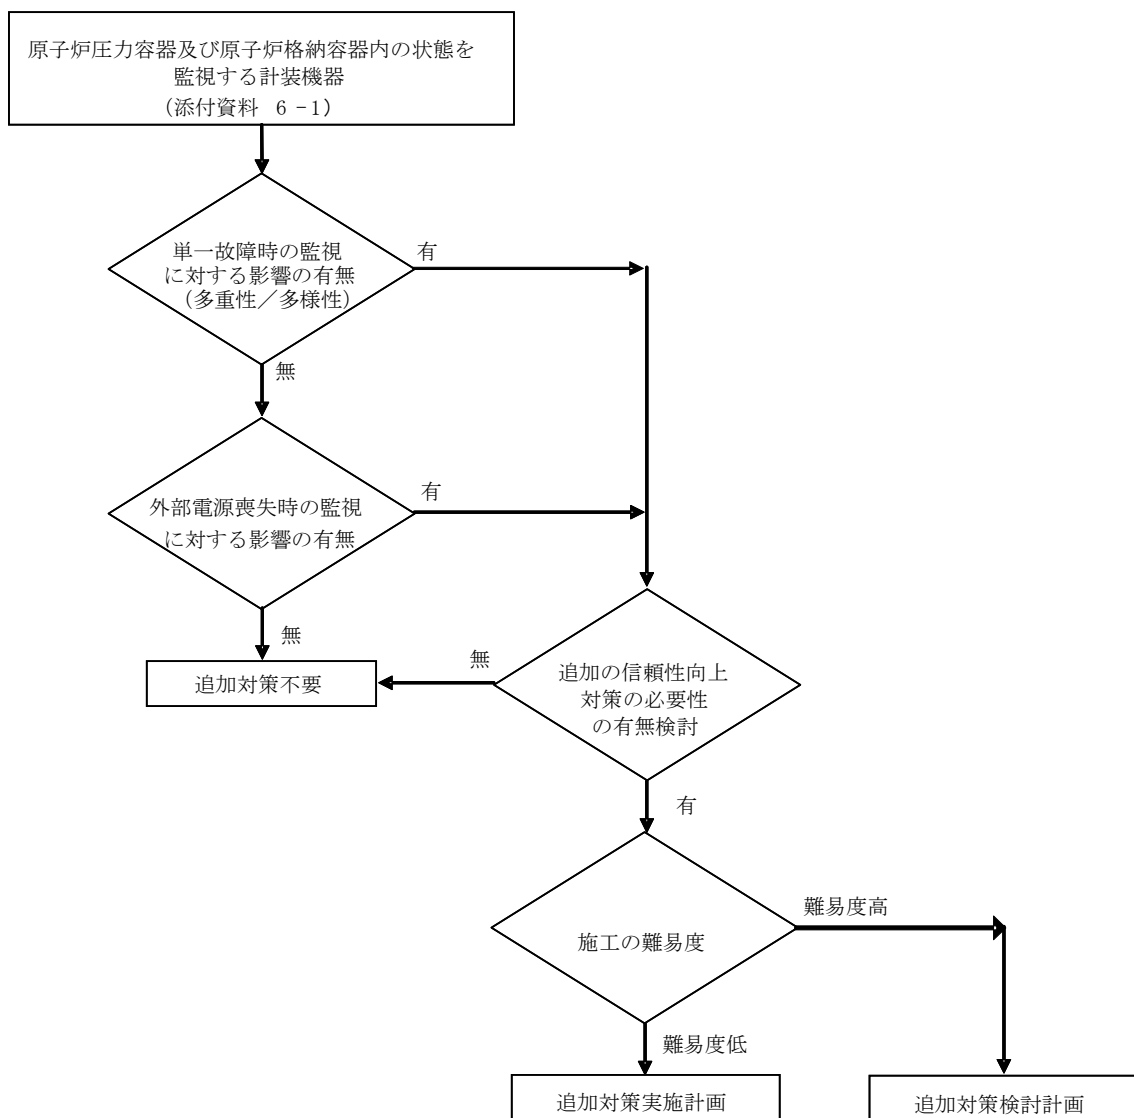 原子炉圧力容器及び原子炉格納容器内の状態を
監視する計装機器
（添付資料 6-1）
単一故障時の監視
に対する影響の有無
（多重性／多様性）
有
無
外部電源喪失時の監視
に対する影響の有無
有
無
追加対策不要
無
追加の信頼性向上
対策の必要性
の有無検討
有
施工の難易度
難易度高
難易度低
追加対策実施計画
追加対策検討計画